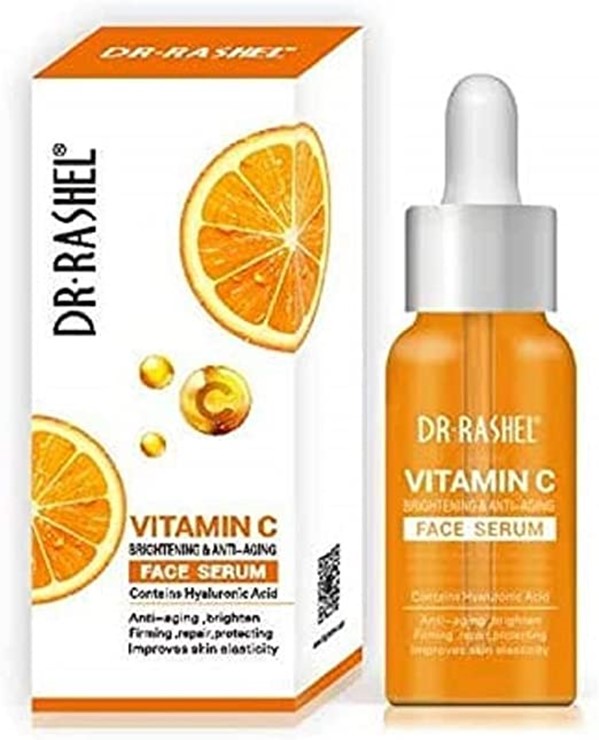 DR-RASHEL®
DR·RASHEL®
C
VITAMIN C
BRIGHTENING & ANTI-AGING
FACE SERUM
Contains Hyaluronic Acid
Anti-aging ,brighten
Firming ,repair,protecting
Improves skin elasticity
DR·RASHEL®
VITAMIN C
BRIGHTENING & ANTI-AGING
FACE SERUM
Contains Hyaluronic Acid
Anti-aging ,brighten
Firming ,repair,protecting
Improves skin elasticity